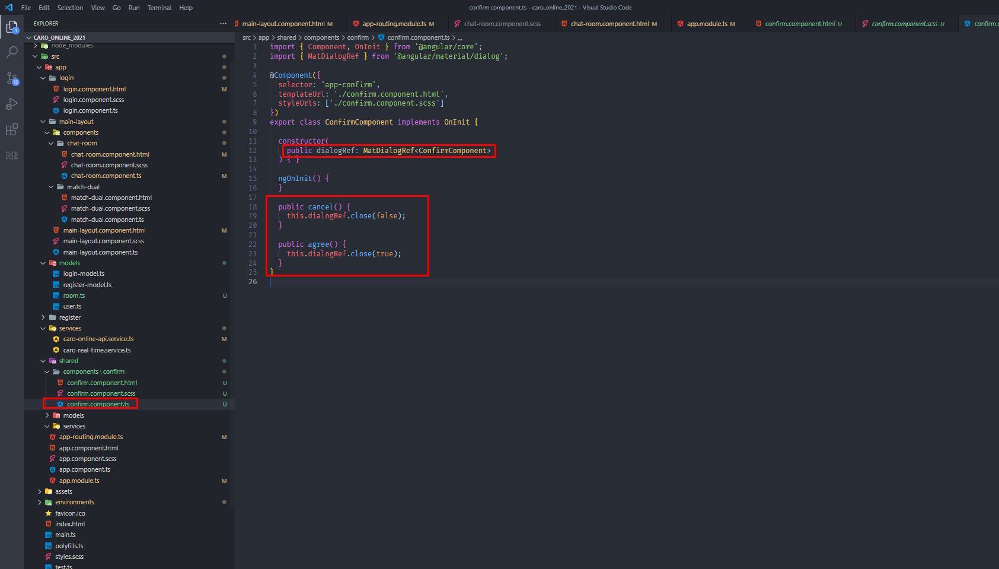 File Edit Selection View Go Run Terminal Help
confirm.component.ts - caro_online_2021 - Visual Studio Code
EXPLORER
CARO_ONLINE_2021
node_modules
src
app
login
login.component.html M
login.component.scss
login.component.ts
main-layout
components
chat-room
chat-room.component.html M
chat-room.component.scss
chat-room.component.ts M
match-dual
match-dual.component.html
match-dual.component.scss
match-dual.component.ts
main-layout.component.html M
main-layout.component.scss
main-layout.component.ts
models
login-model.ts
register-model.ts
room.ts U
user.ts
register
services
caro-online-api.service.ts M
caro-real-time.service.ts
shared
components\confirm
confirm.component.html U
confirm.component.scss U
confirm.component.ts U
models
services
app-routing.module.ts M
app.component.html
app.component.scss
app.component.ts
app.module.ts M
assets
environments
favicon.ico
index.html
main.ts
polyfills.ts
styles.scss
test.ts
1
12
main-layout.component.html M
app-routing.module.ts M
chat-room.component.scss
chat-room.component.html M
app.module.ts M
confirm.component.html U
confirm.component.scss U
confirm.
src > app > shared > components > confirm > confirm.component.ts > ...
1 import { Component, OnInit } from '@angular/core';
2 import { MatDialogRef } from '@angular/material/dialog';
3
4 @Component({
5 selector: 'app-confirm',
6 templateUrl: './confirm.component.html',
7 styleUrls: ['./confirm.component.scss']
8 })
9 export class ConfirmComponent implements OnInit {
10
11 constructor(
12 public dialogRef: MatDialogRef<ConfirmComponent>
13 ) { }
14
15 ngOnInit() {
16 }
17
18 public cancel() {
19 this.dialogRef.close(false);
20 }
21
22 public agree() {
23 this.dialogRef.close(true);
24 }
25 }
26